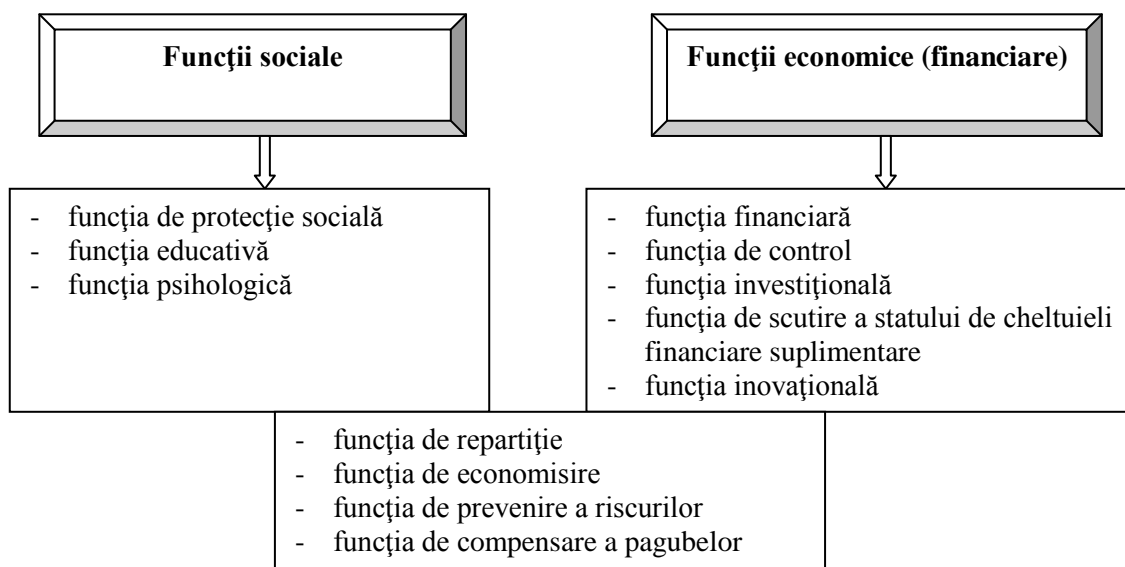 Funcţii sociale
- funcţia de protecţie socială
- funcţia educativă
- funcţia psihologică
Funcţii economice (financiare)
- funcţia financiară
- funcţia de control
- funcţia investiţională
- funcţia de scutire a statului de cheltuieli
financiare suplimentare
- funcţia inovaţională
- funcţia de repartiţie
- funcţia de economisire
- funcţia de prevenire a riscurilor
- funcţia de compensare a pagubelor